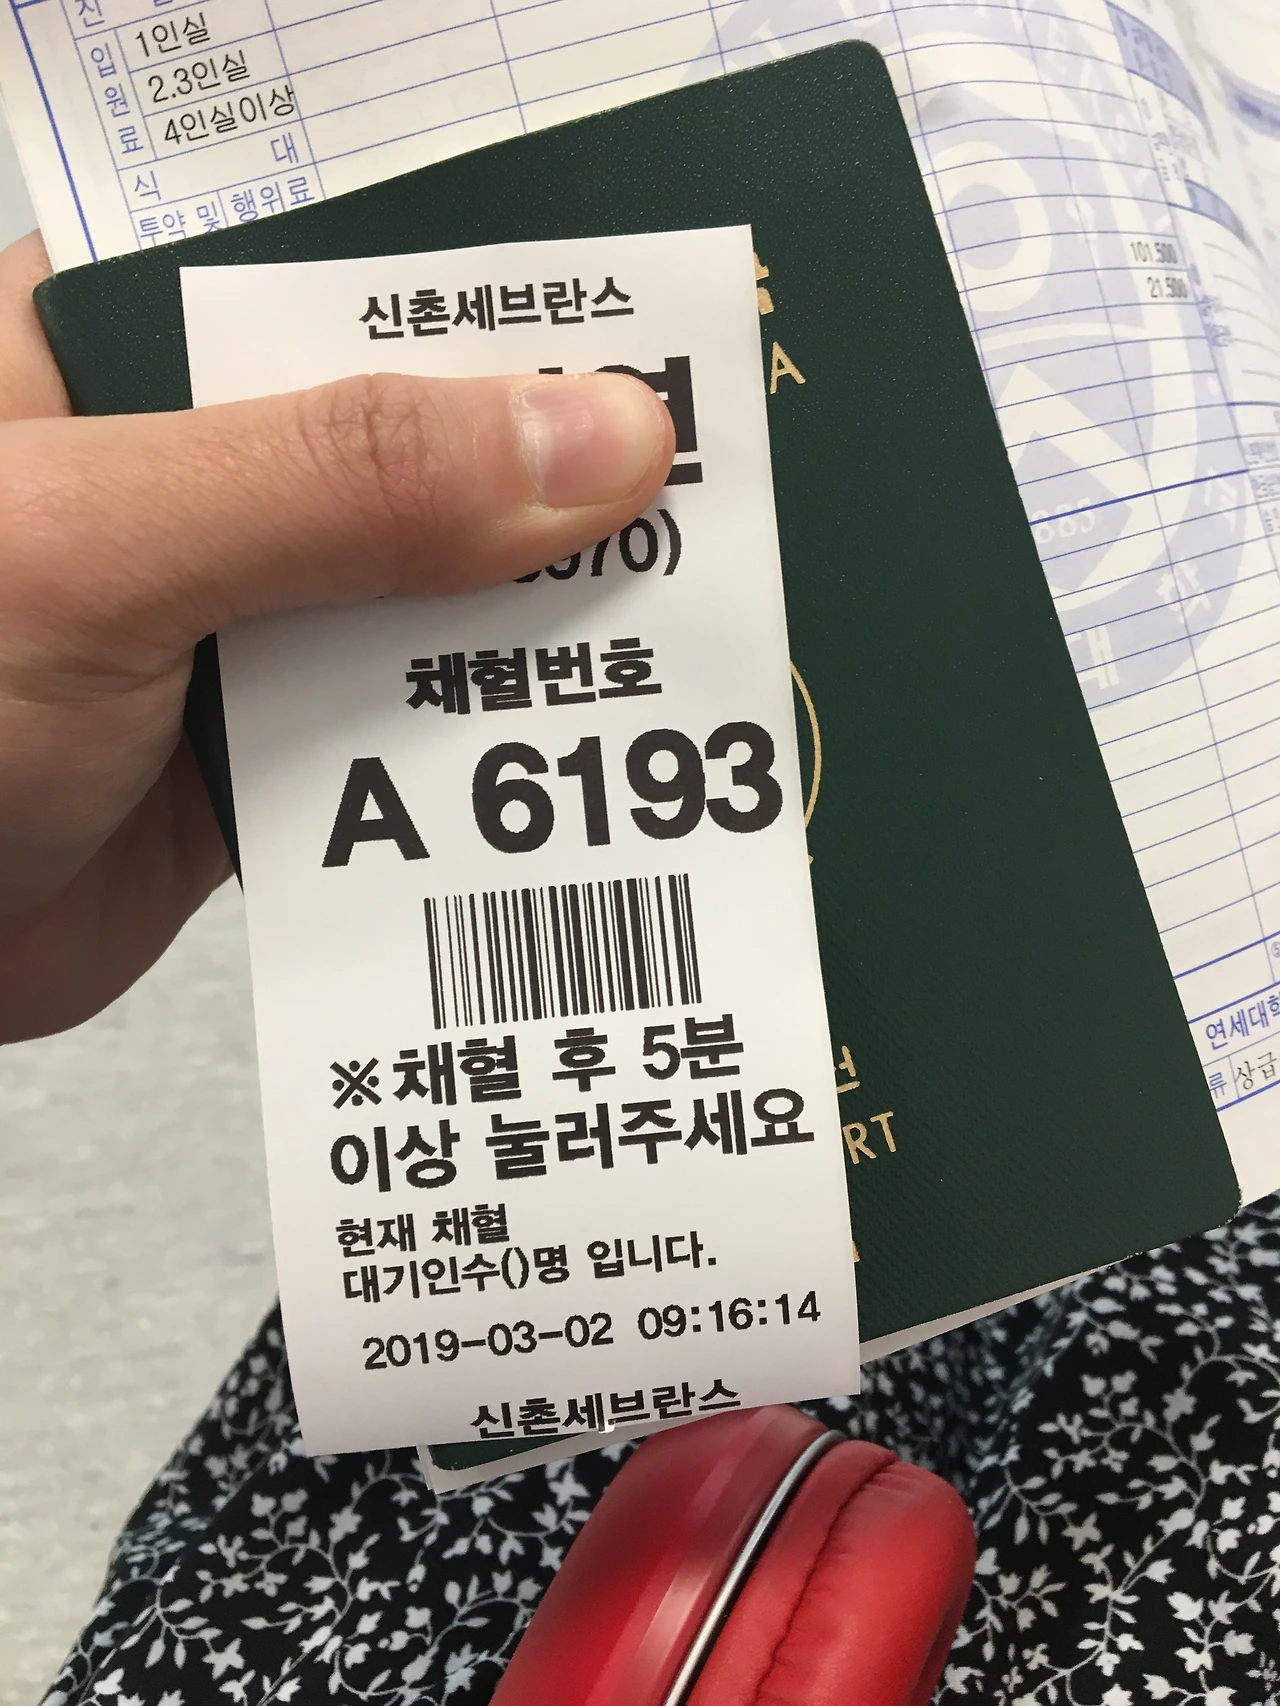 1인실
2.3인실
4인실이상
입원료
식 대
투약 및 행위료
101,500
21,500
신촌세브란스
A
연
570)
채혈번호
A 6193
※채혈 후 5분
이상 눌러주세요
현재 채혈
대기인수()명 입니다.
2019-03-02 09:16:14
신촌세브란스
RT
연세대학
상급